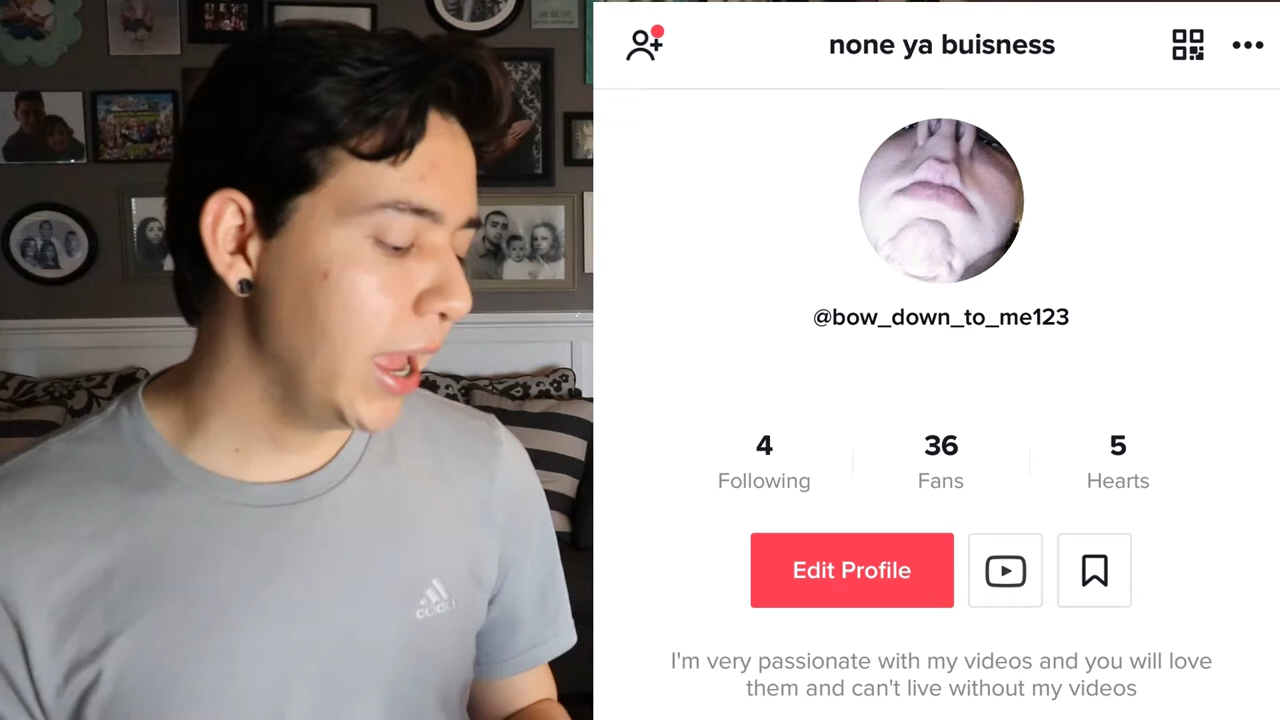 none ya buisness
@bow_down_to_me123
4 36 5
Following Fans Hearts
Edit Profile
I'm very passionate with my videos and you will love
them and can't live without my videos
adidas